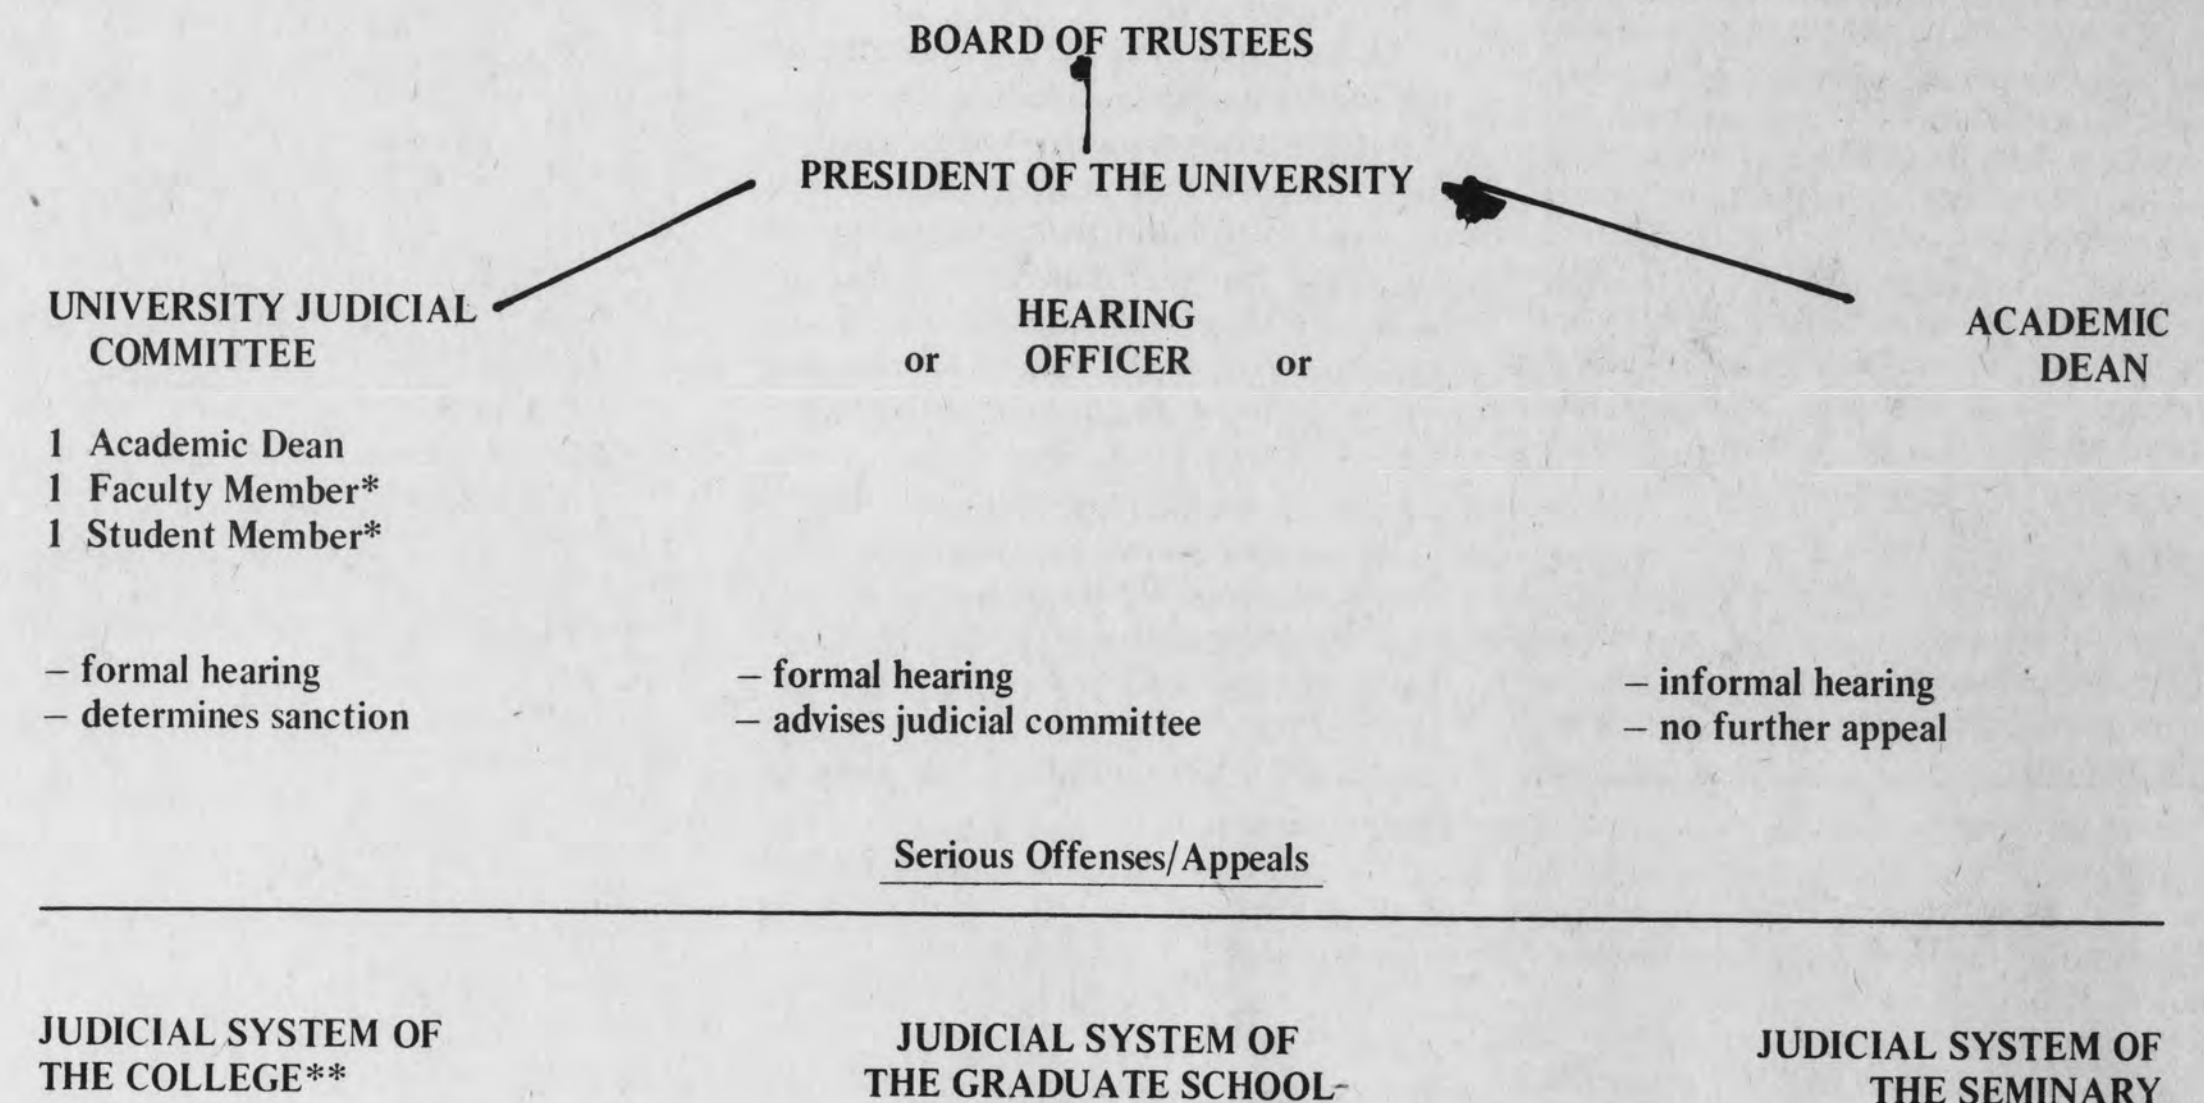 BOARD OF TRUSTEES
PRESIDENT OF THE UNIVERSITY
UNIVERSITY JUDICIAL
COMMITTEE
or
HEARING
OFFICER
or
ACADEMIC
DEAN
1 Academic Dean
1 Faculty Member*
1 Student Member*
– formal hearing
– determines sanction
– formal hearing
– advises judicial committee
– informal hearing
– no further appeal
Serious Offenses/Appeals
JUDICIAL SYSTEM OF
THE COLLEGE**
JUDICIAL SYSTEM OF
THE GRADUATE SCHOOL-
JUDICIAL SYSTEM OF
THE SEMINARY